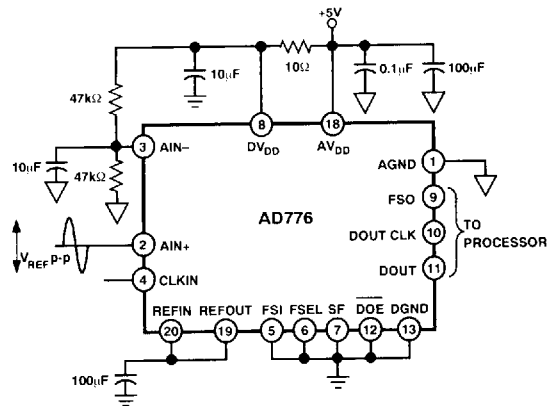 +5V
10µF
10Ω
0.1µF
100µF
47kΩ
8
18
DVDD
AVDD
3
AIN–
10µF
47kΩ
AGND
1
FSO
9
AD776
DOUT CLK
10
TO
PROCESSOR
DOUT
11
VREF p-p
2
AIN+
4
CLKIN
REFIN
REFOUT
FSI
FSEL
SF
DOE
DGND
20
19
5
6
7
12
13
100µF